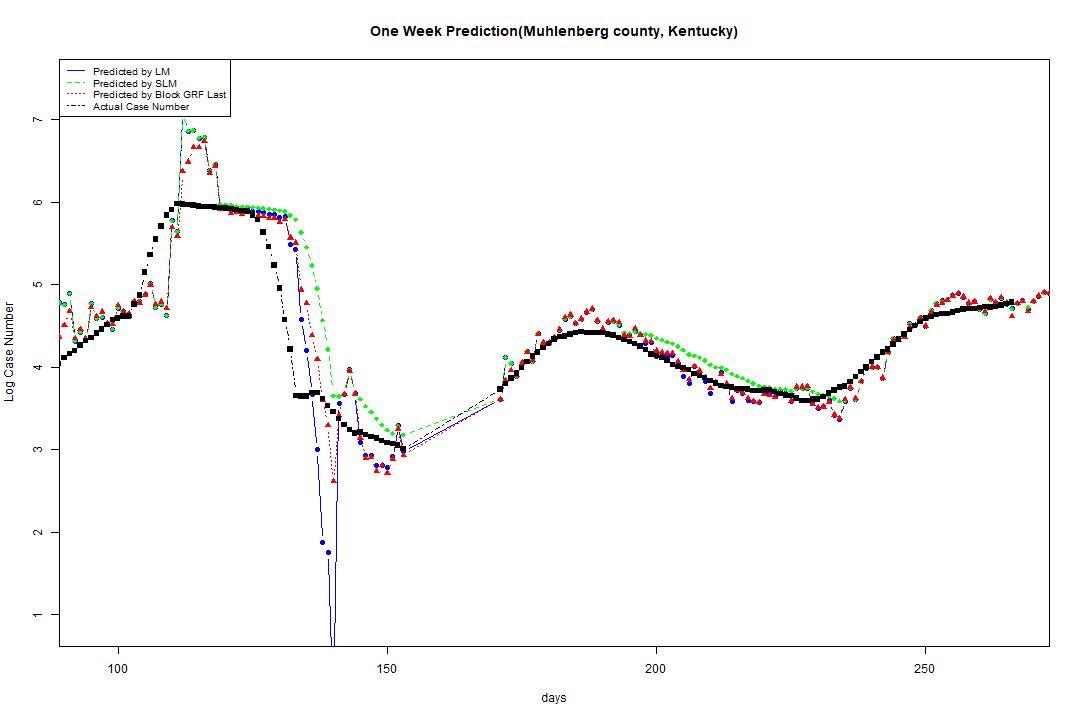 One Week Prediction(Muhlenberg county, Kentucky)
Predicted by LM
Predicted by SLM
Predicted by Block GRF Last
Actual Case Number
Log Case Number
7
6
5
4
3
2
1
100 150 200 250
days